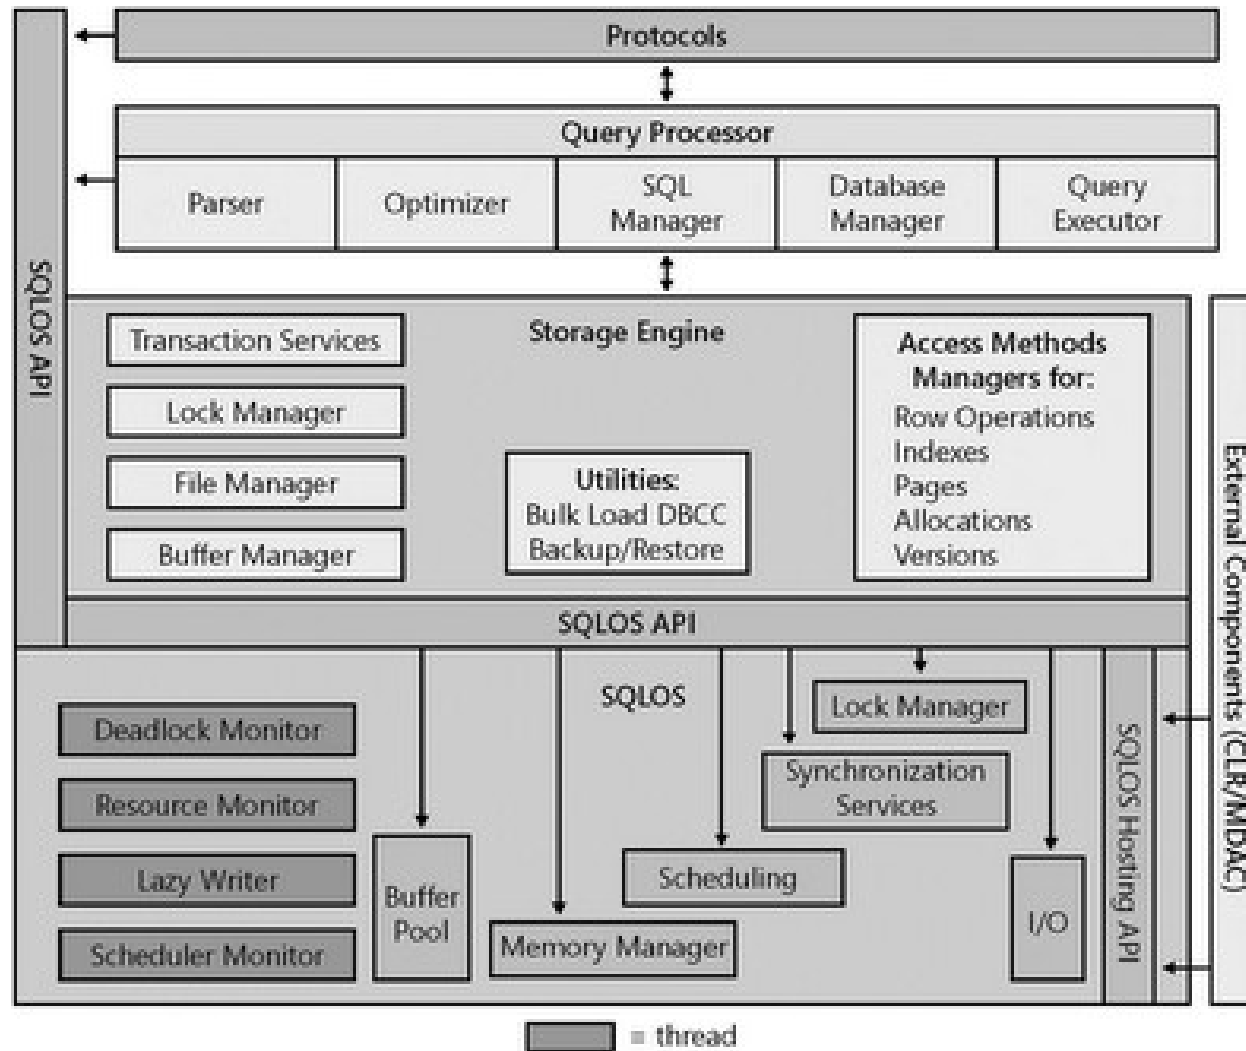 Protocols
Query Processor
Parser
Optimizer
SQL
Manager
Database
Manager
Query
Executor
SQLOS API
Storage Engine
Transaction Services
Lock Manager
File Manager
Buffer Manager
Utilities:
Bulk Load DBCC
Backup/Restore
Access Methods
Managers for:
Row Operations
Indexes
Pages
Allocations
Versions
External Components (CLR/MDAC)
SQLOS API
SQLOS
Deadlock Monitor
Resource Monitor
Lazy Writer
Scheduler Monitor
Buffer
Pool
Memory Manager
Scheduling
Synchronization
Services
Lock Manager
I/O
SQLOS Hosting API
= thread